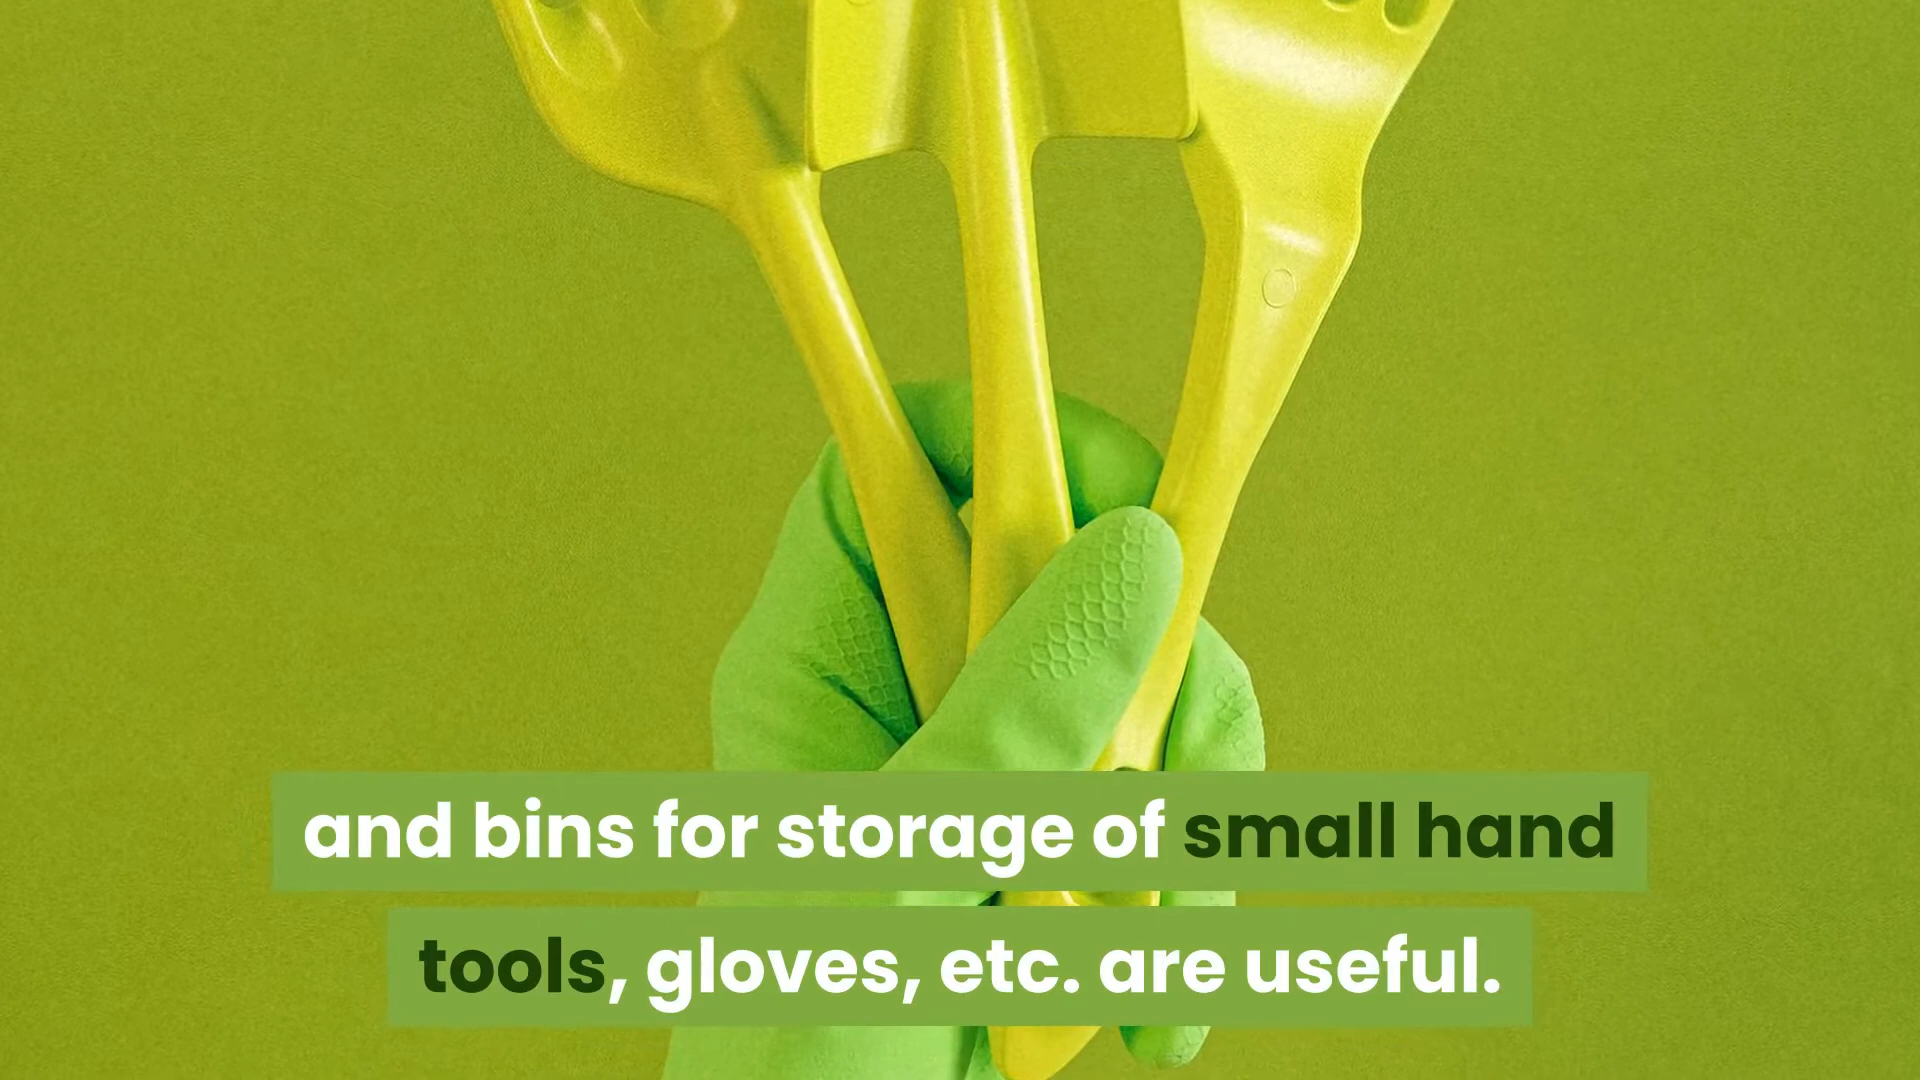 and bins for storage of small hand
tools, gloves, etc. are useful.